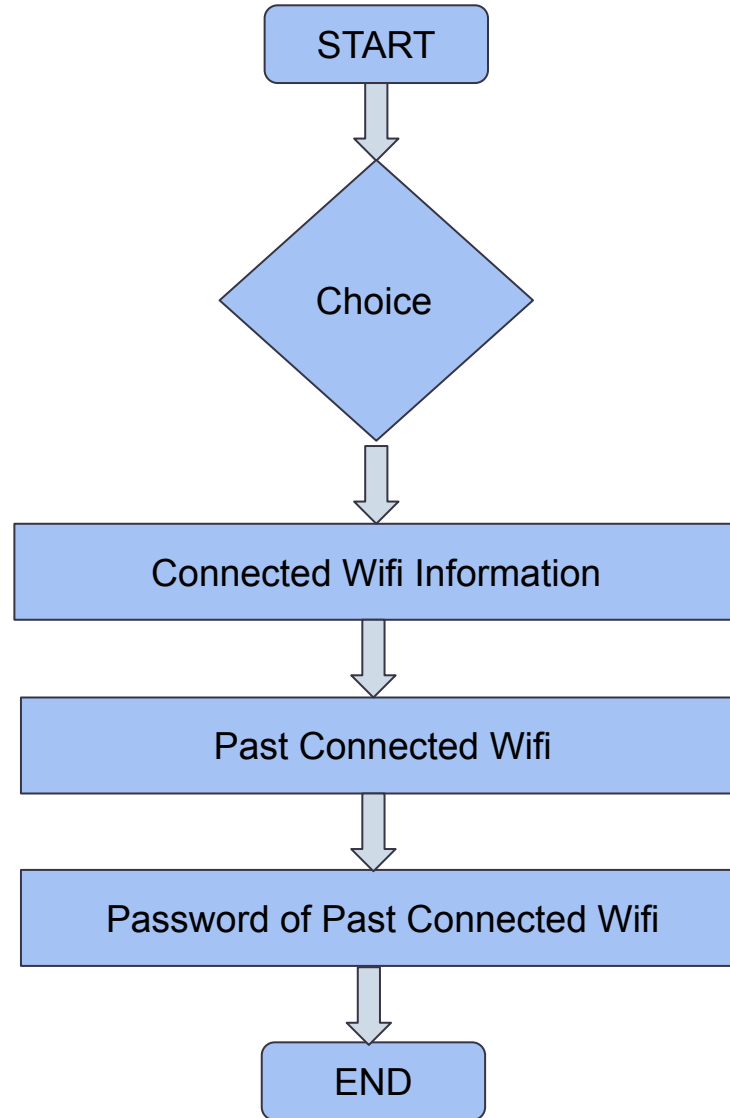 START
Choice
Connected Wifi Information
Past Connected Wifi
Password of Past Connected Wifi
END